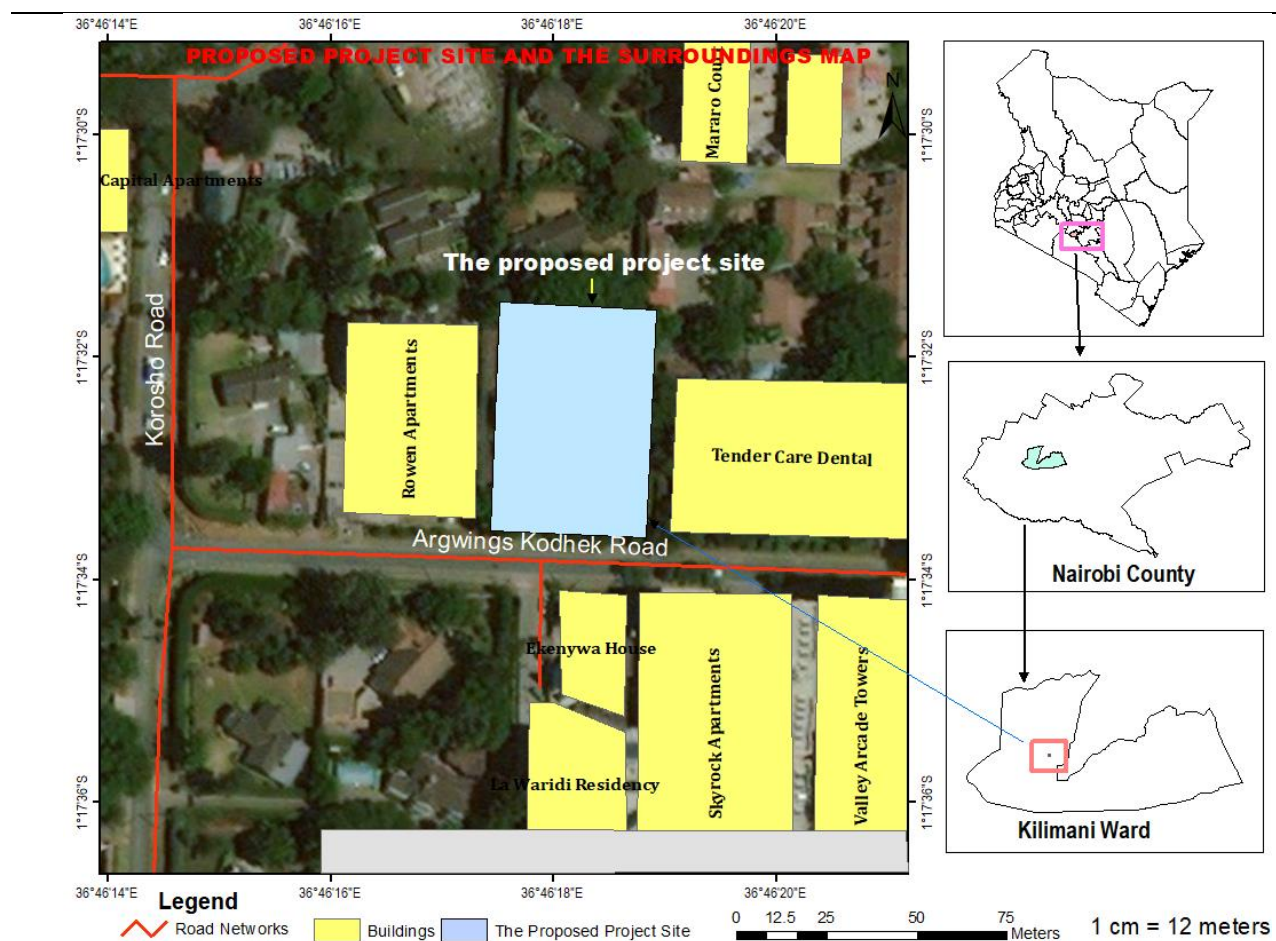 36°46'14"E 36°46'16"E 36°46'18"E 36°46'20"E
PROPOSED PROJECT SITE AND THE SURROUNDINGS MAP
N
Mararo Court
1°17'30"S
1°17'30"S
Capital Apartments
The proposed project site
Korosho Road
1°17'32"S
1°17'32"S
Rowen Apartments
Tender Care Dental
Argwings Kodhek Road
1°17'34"S
1°17'34"S
Ekenywa House
La Waridi Residency
Skyrock Apartments
Valley Arcade Towers
1°17'36"S
1°17'36"S
36°46'14"E 36°46'16"E 36°46'18"E 36°46'20"E
Nairobi County
Kilimani Ward
Legend
Road Networks
Buildings
The Proposed Project Site
0 12.5 25 50 75
Meters
1 cm = 12 meters